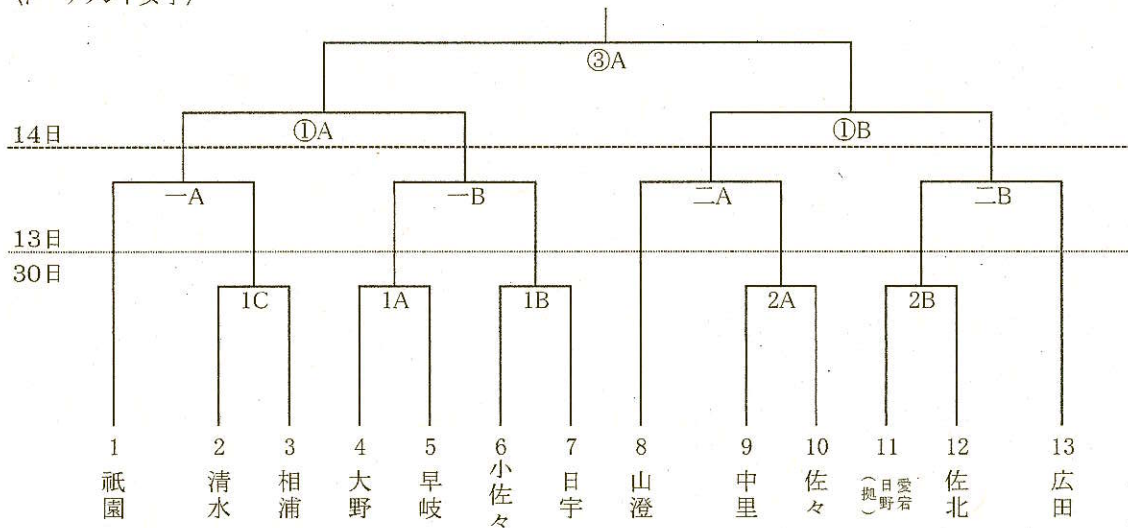 ③A
①A ①B
14日
一A 一B 二A 二B
13日
30日
1C 1A 1B 2A 2B
1 2 3 4 5 6 7 8 9 10 11 12 13
祇園
清水
相浦
大野
早岐
小佐々
日宇
山澄
中里
佐々
愛宕
日野
(拠)
佐北
広田